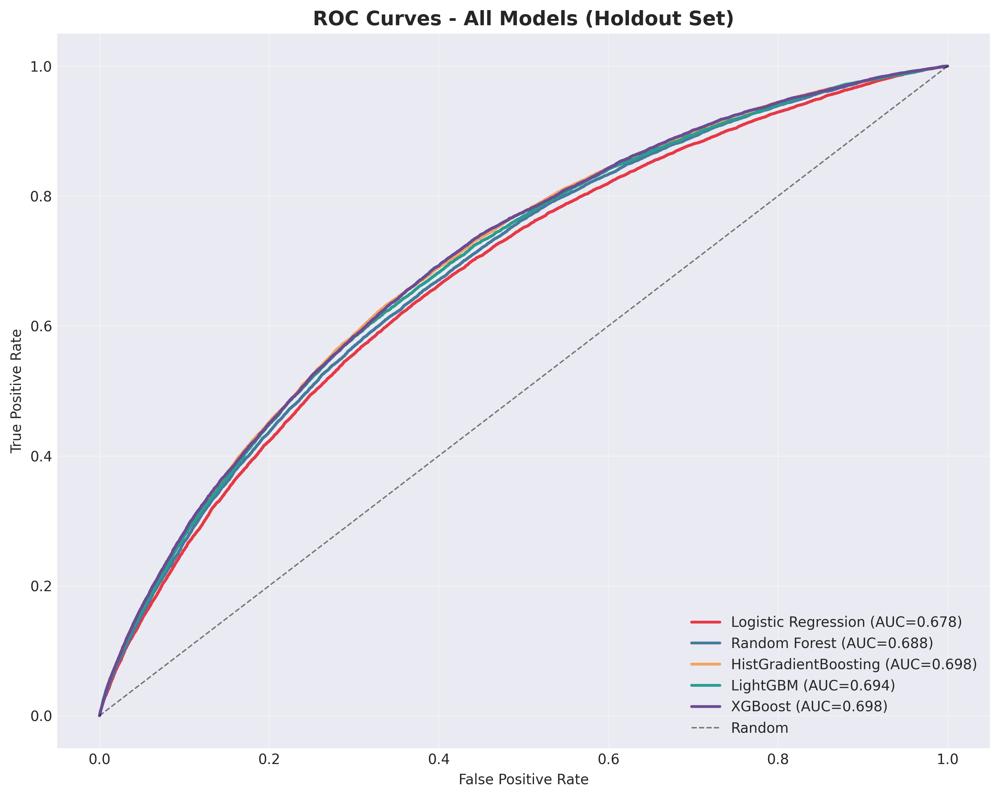 ROC Curves - All Models (Holdout Set)
True Positive Rate
1.0
0.8
0.6
0.4
0.2
0.0
0.0 0.2 0.4 0.6 0.8 1.0
False Positive Rate
Logistic Regression (AUC=0.678)
Random Forest (AUC=0.688)
HistGradientBoosting (AUC=0.698)
LightGBM (AUC=0.694)
XGBoost (AUC=0.698)
Random